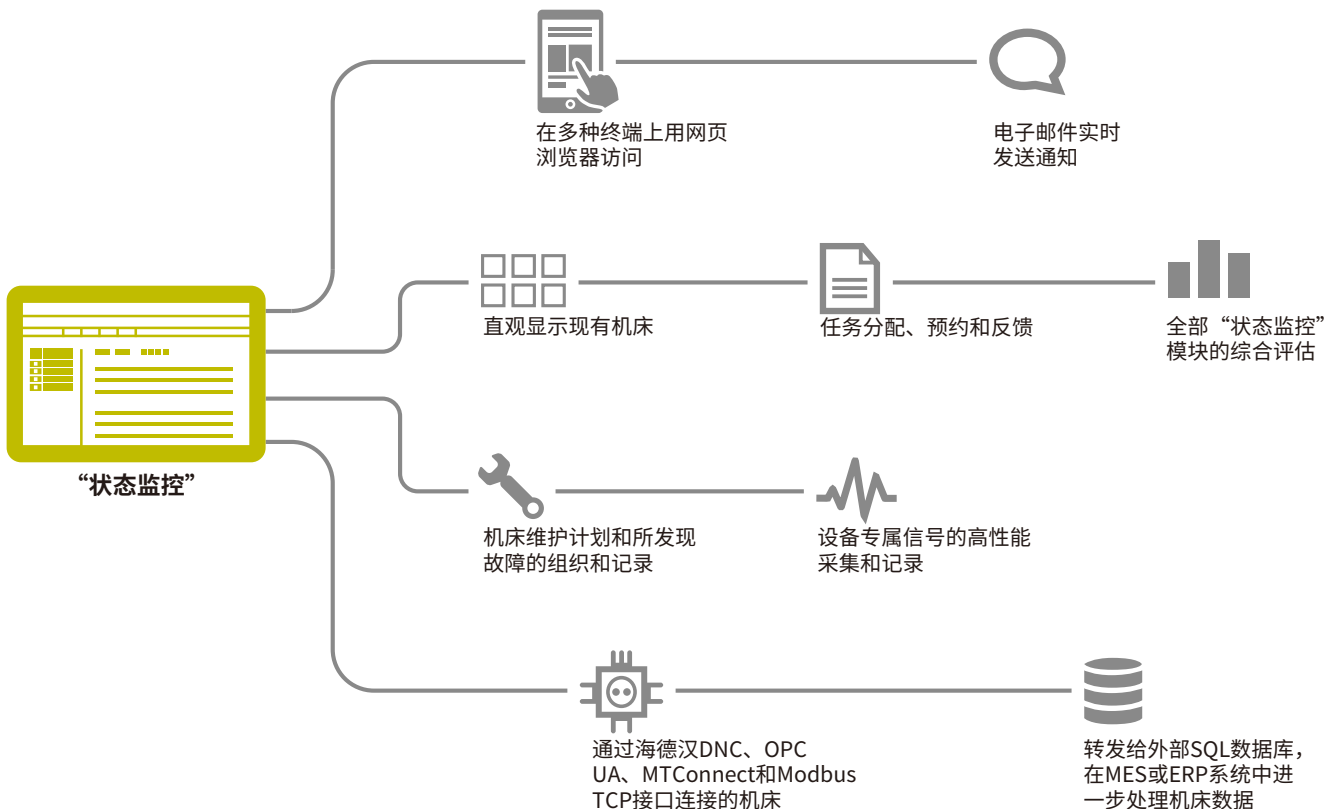 在多种终端上用网页
浏览器访问
电子邮件实时
发送通知
直观显示现有机床
任务分配、预约和反馈
全部“状态监控”
模块的综合评估
“状态监控”
机床维护计划和所发现
故障的组织和记录
设备专属信号的高性能
采集和记录
通过海德汉DNC、OPC
UA、MTConnect和Modbus
TCP接口连接的机床
转发给外部SQL数据库，
在MES或ERP系统中进
一步处理机床数据